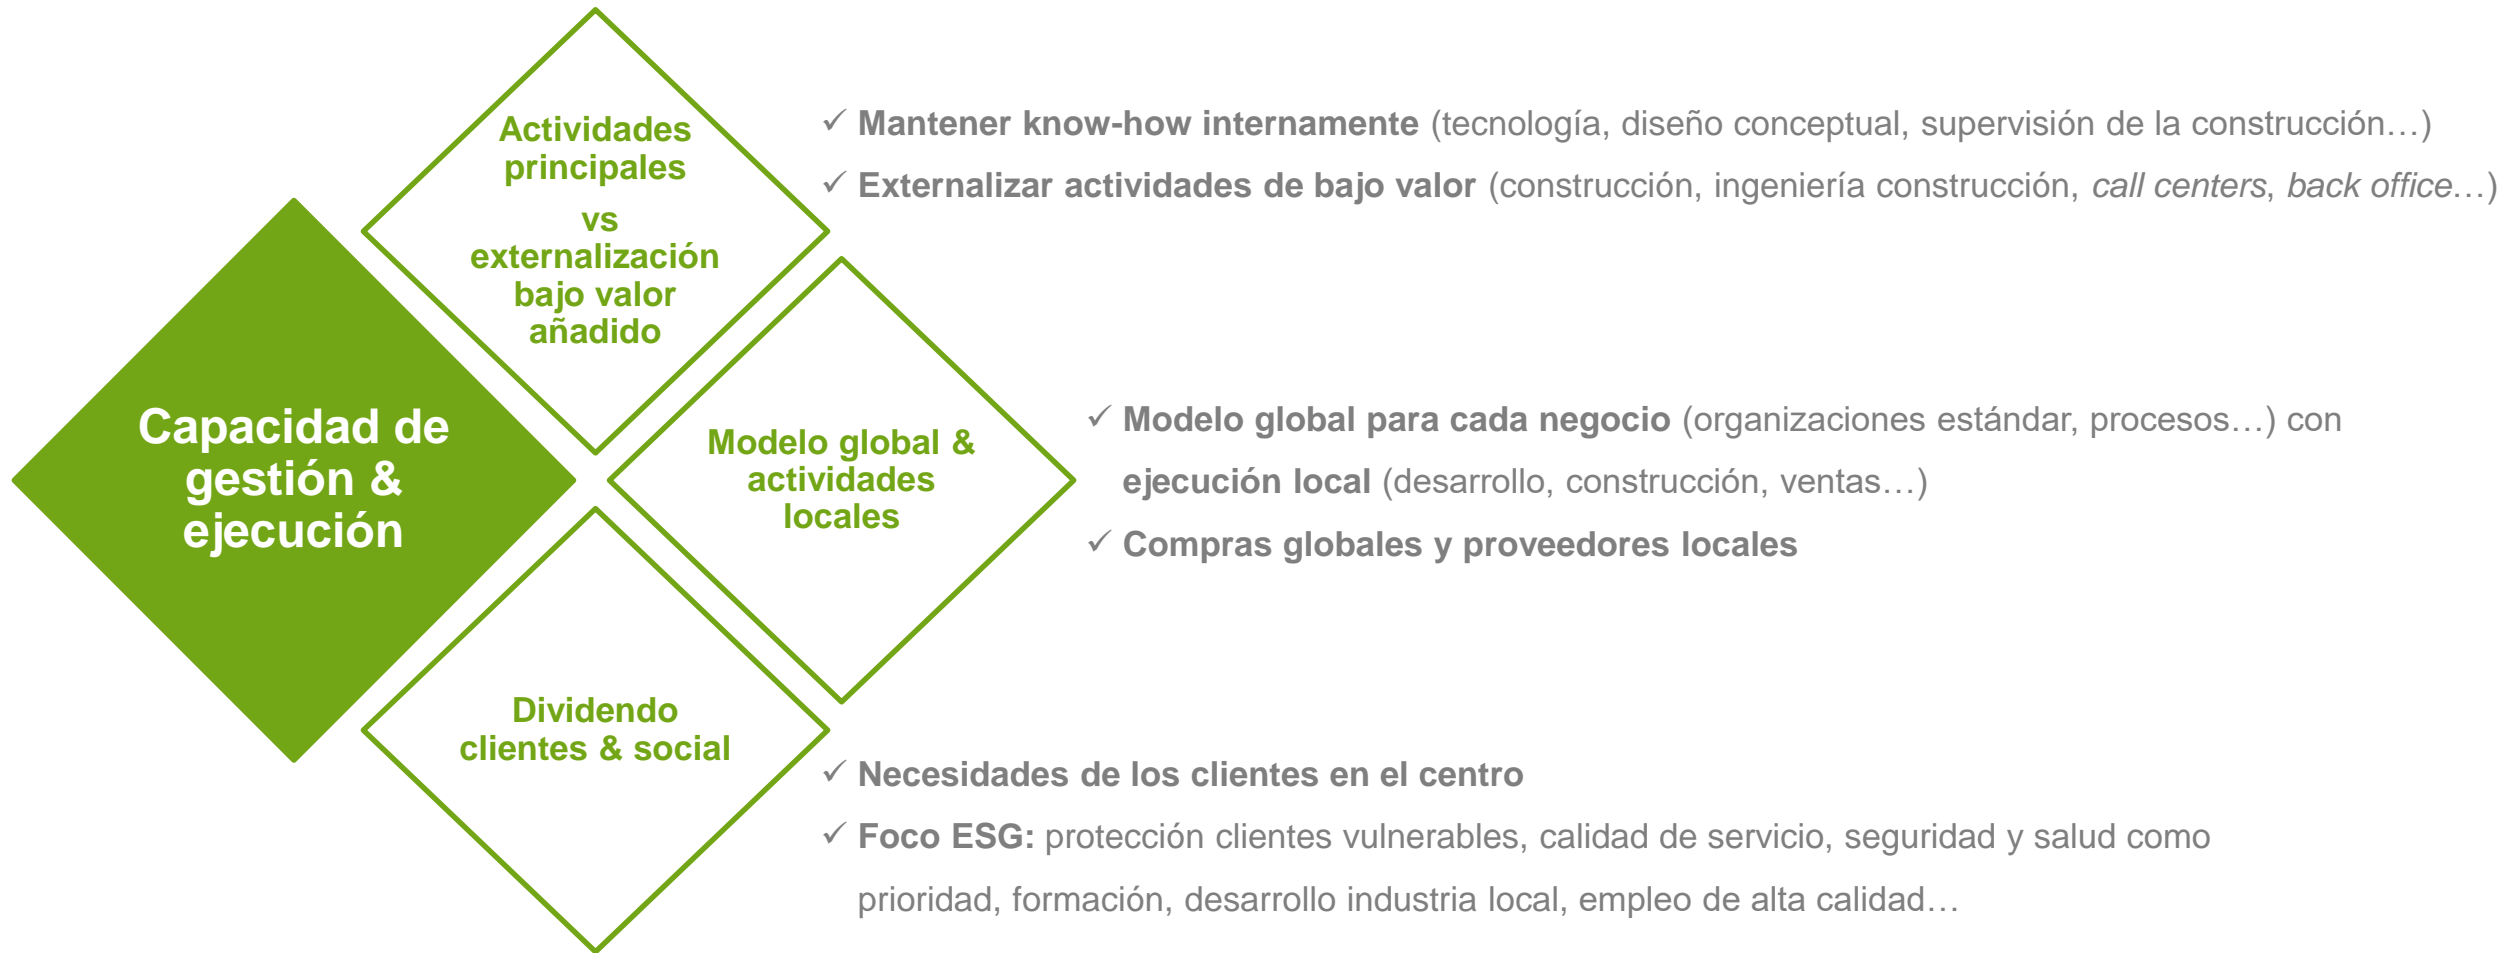 Capacidad de
gestión &
ejecución
Actividades
principales
vs
externalización
bajo valor
añadido
✓ Mantener know-how internamente (tecnología, diseño conceptual, supervisión de la construcción…)
✓ Externalizar actividades de bajo valor (construcción, ingeniería construcción, call centers, back office…)
Modelo global &
actividades
locales
✓ Modelo global para cada negocio (organizaciones estándar, procesos…) con
ejecución local (desarrollo, construcción, ventas…)
✓ Compras globales y proveedores locales
Dividendo
clientes & social
✓ Necesidades de los clientes en el centro
✓ Foco ESG: protección clientes vulnerables, calidad de servicio, seguridad y salud como
prioridad, formación, desarrollo industria local, empleo de alta calidad…